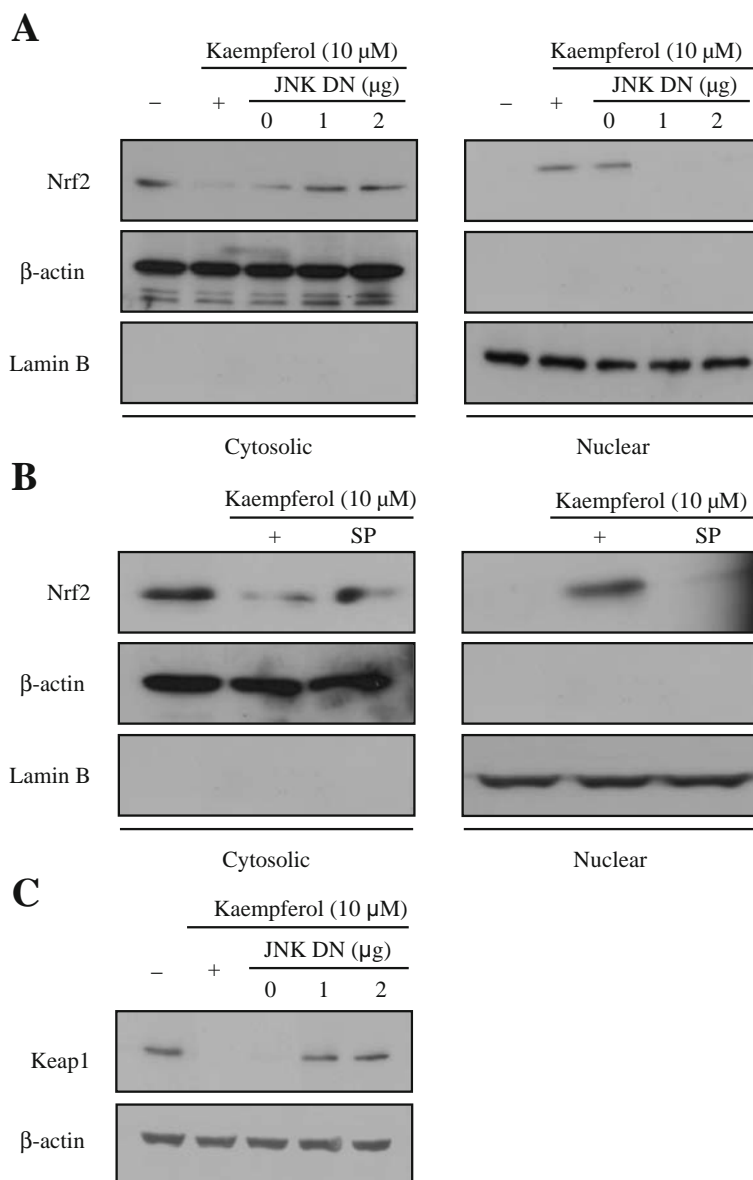 A
Kaempferol (10 μM) Kaempferol (10 μM)
JNK DN (μg) JNK DN (μg)
– + 0 1 2 – + 0 1 2
Nrf2
β-actin
Lamin B
Cytosolic Nuclear
B
Kaempferol (10 μM) Kaempferol (10 μM)
+ SP + SP
Nrf2
β-actin
Lamin B
Cytosolic Nuclear
C
Kaempferol (10 μM)
JNK DN (μg)
– + 0 1 2
Keap1
β-actin